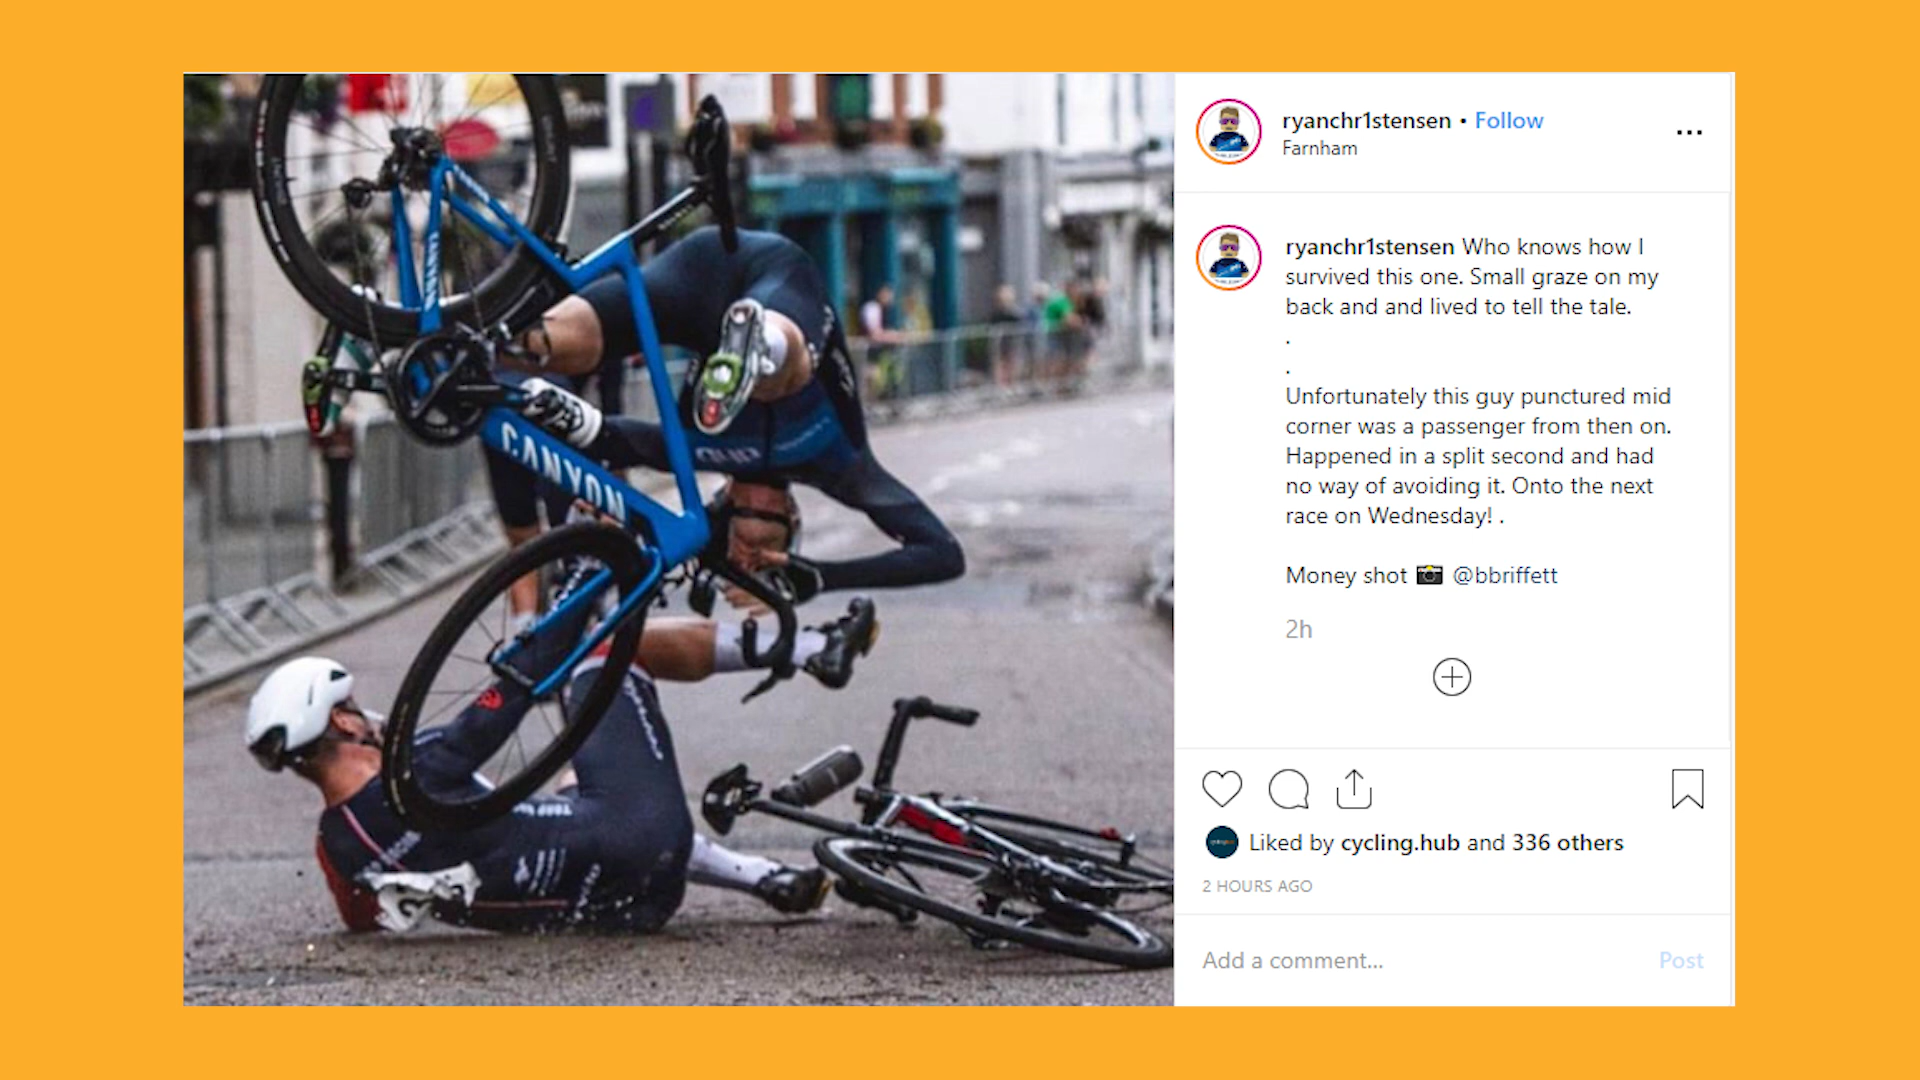 CANYON
CANYON
ryanchr1stensen • Follow
Farnham
ryanchr1stensen Who knows how I
survived this one. Small graze on my
back and and lived to tell the tale.
.
.
Unfortunately this guy punctured mid
corner was a passenger from then on.
Happened in a split second and had
no way of avoiding it. Onto the next
race on Wednesday! .
Money shot 📸 @bbriffett
2h
Liked by cycling.hub and 336 others
2 HOURS AGO
Add a comment...
Post